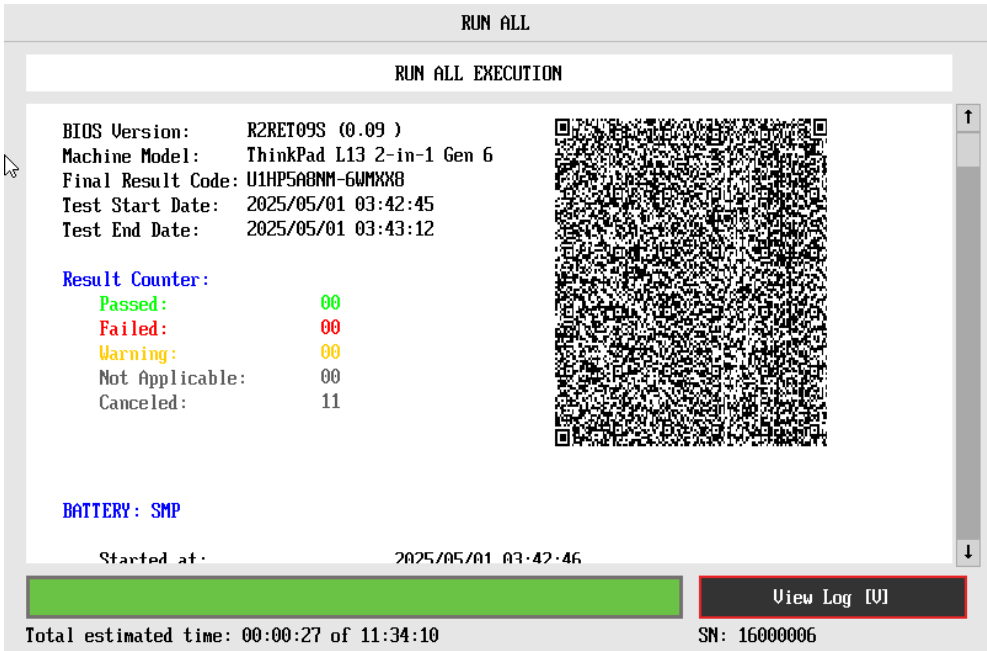 RUN ALL
RUN ALL EXECUTION
BIOS Version: R2RET09S (0.09 )
Machine Model: ThinkPad L13 2-in-1 Gen 6
Final Result Code: U1HP5A8NM-6WMXX8
Test Start Date: 2025/05/01 03:42:45
Test End Date: 2025/05/01 03:43:12
Result Counter:
Passed: 00
Failed: 00
Warning: 00
Not Applicable: 00
Canceled: 11
BATTERY: SMP
Started at: 2025/05/01 03:42:46
View Log [V]
Total estimated time: 00:00:27 of 11:34:10
SN: 16000006